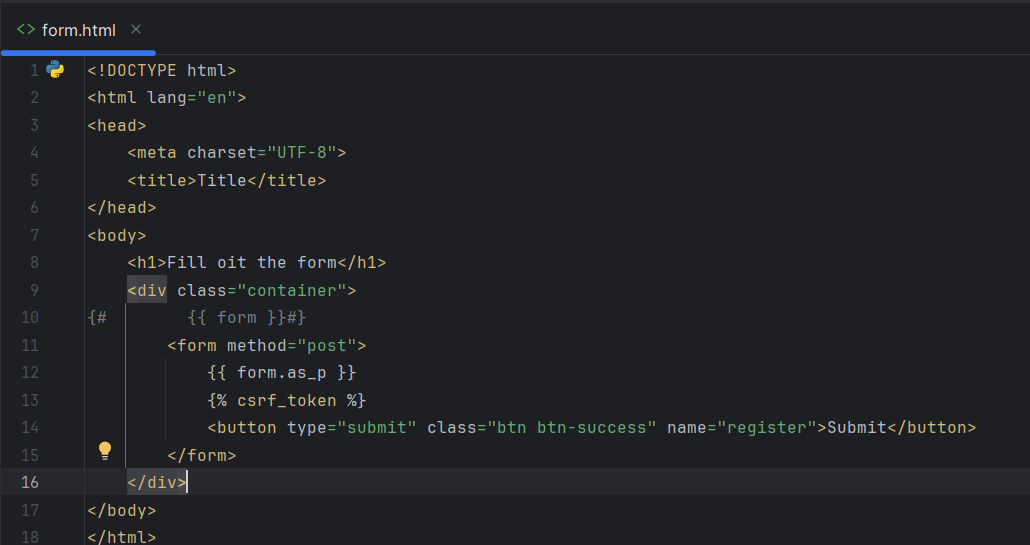 form.html
1 <!DOCTYPE html>
2 <html lang="en">
3 <head>
4     <meta charset="UTF-8">
5     <title>Title</title>
6 </head>
7 <body>
8     <h1>Fill oit the form</h1>
9     <div class="container">
10 {#        {{ form }}#}
11         <form method="post">
12             {{ form.as_p }}
13             {% csrf_token %}
14             <button type="submit" class="btn btn-success" name="register">Submit</button>
15         </form>
16     </div>
17 </body>
18 </html>